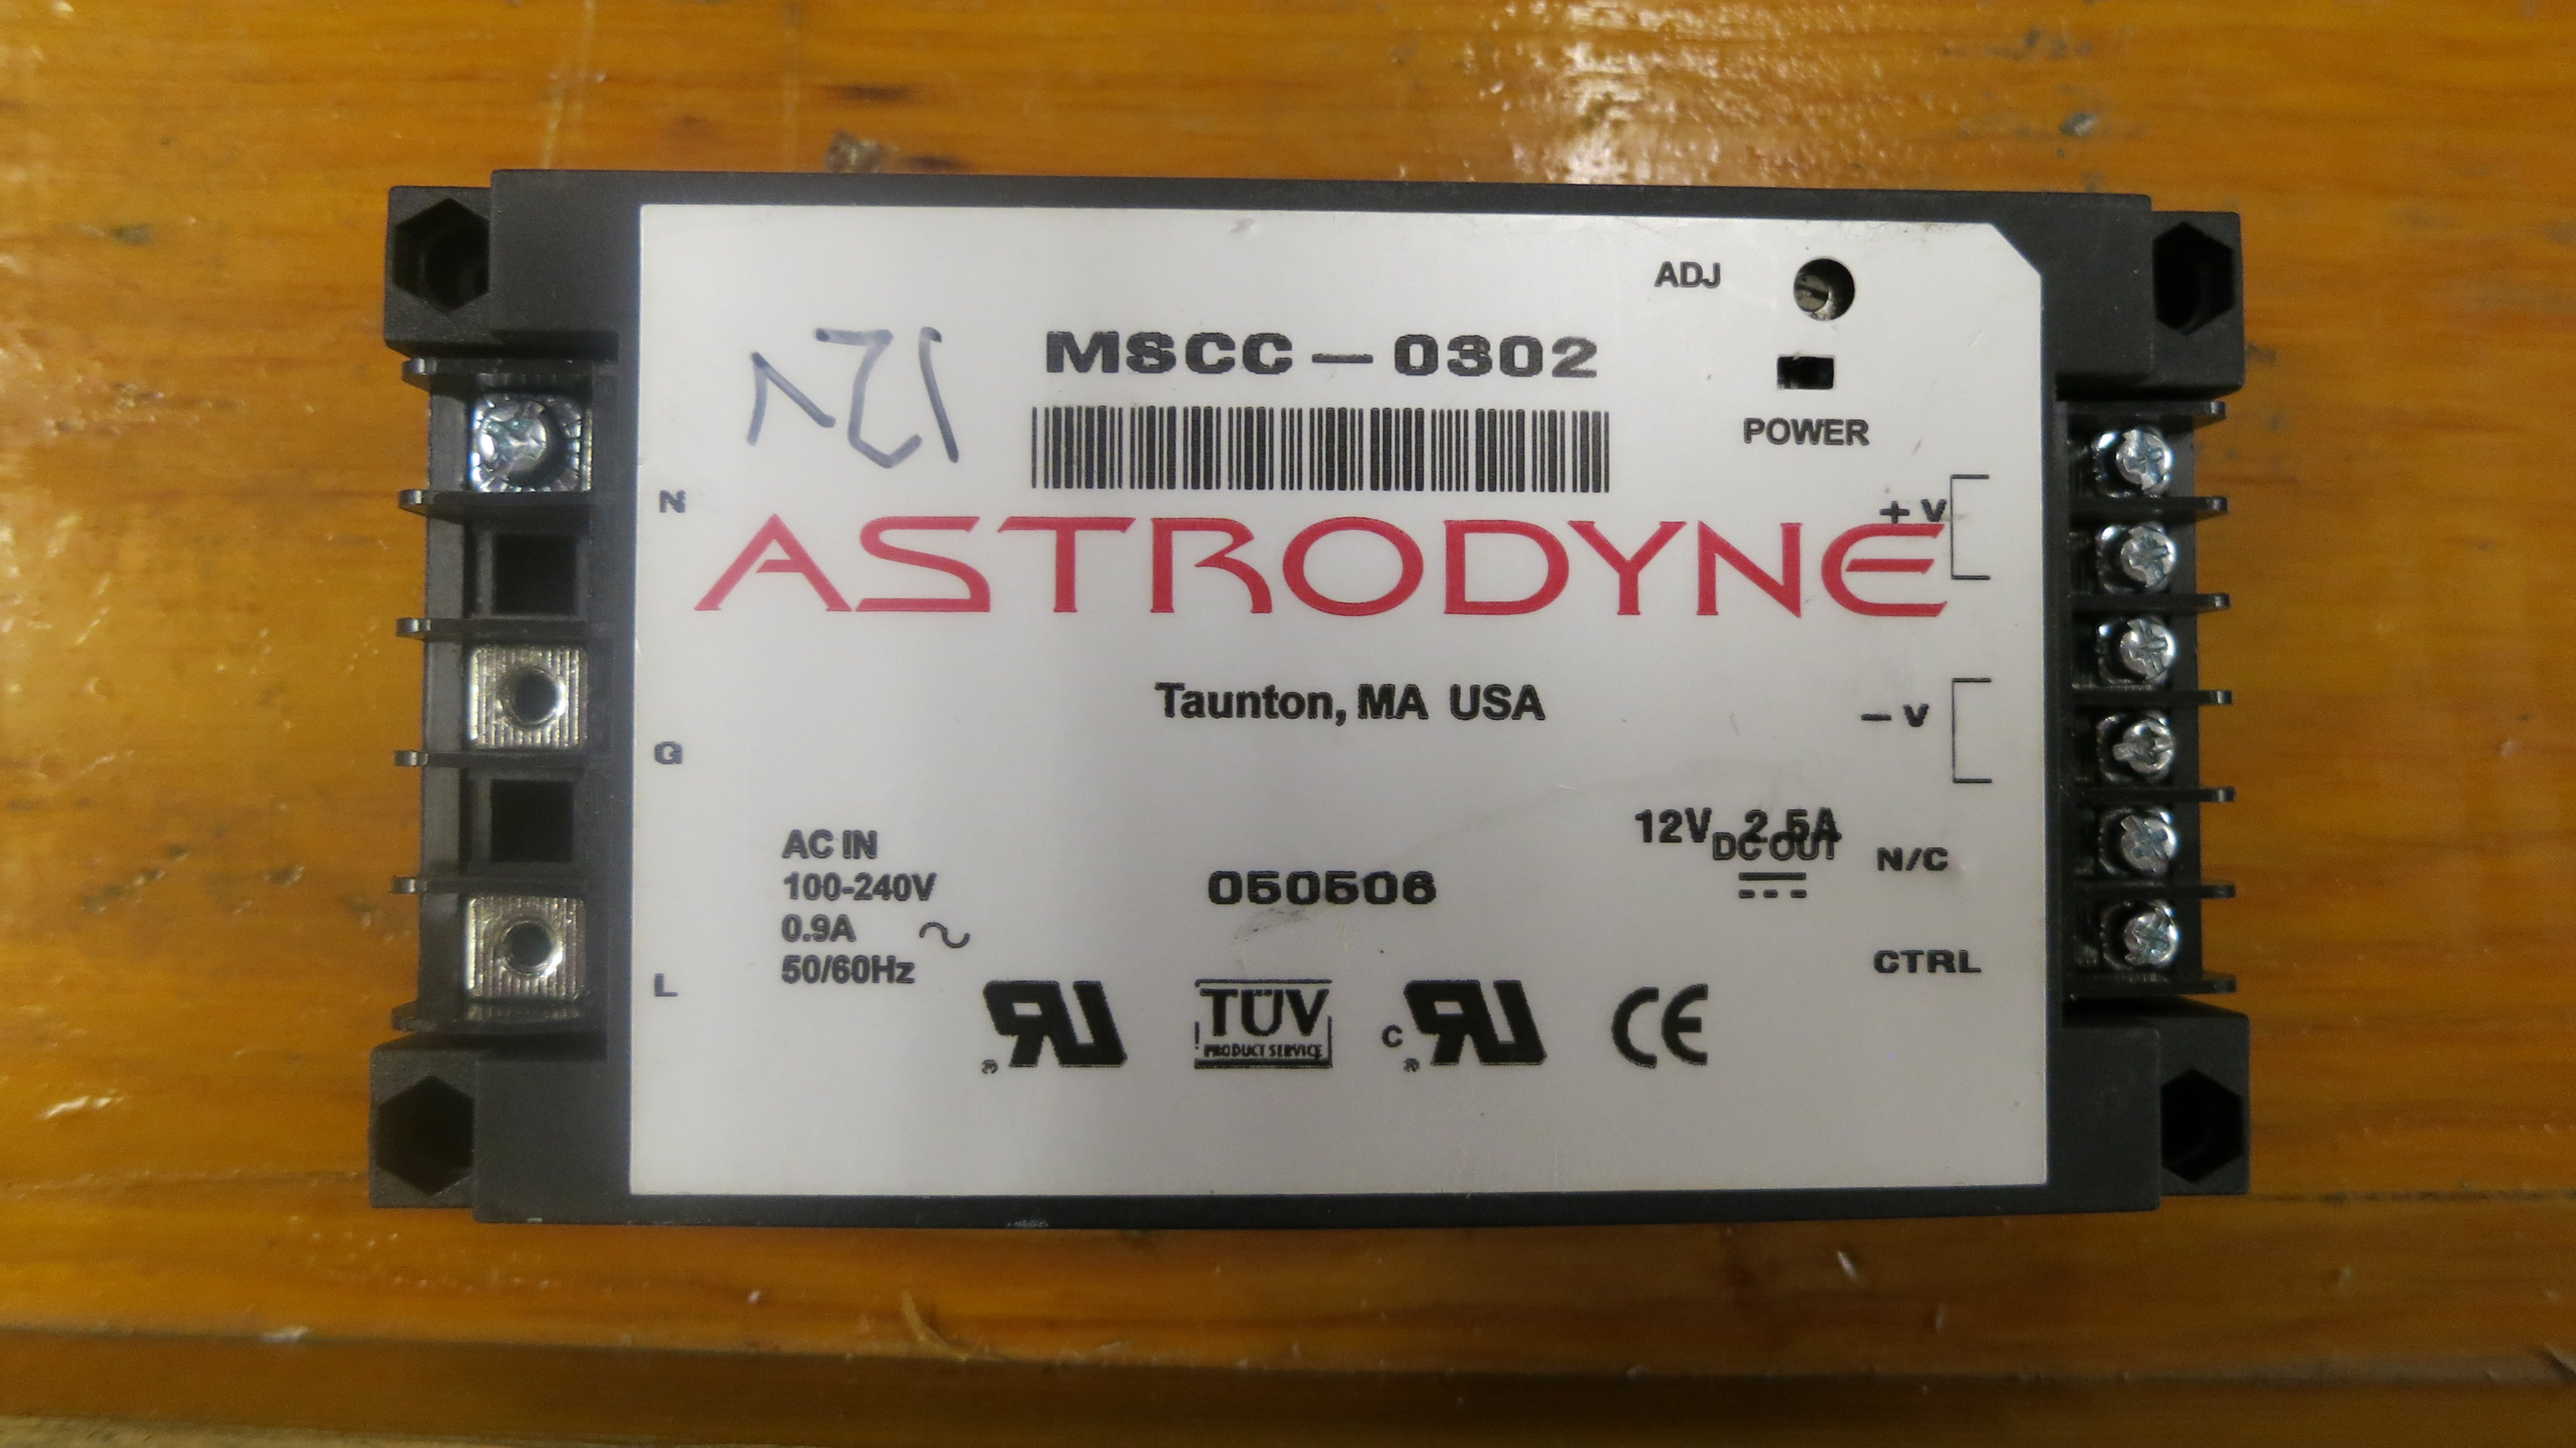 ADJ
12V
MSCC-0302
POWER
N
+V
ASTRODYNE
Taunton, MA USA
-V
G
12V 2.5A
DC OUT
N/C
AC IN
100-240V
0.9A
50/60Hz
050506
CTRL
L
TÜV
PRODUCT SERVICE
C
CE